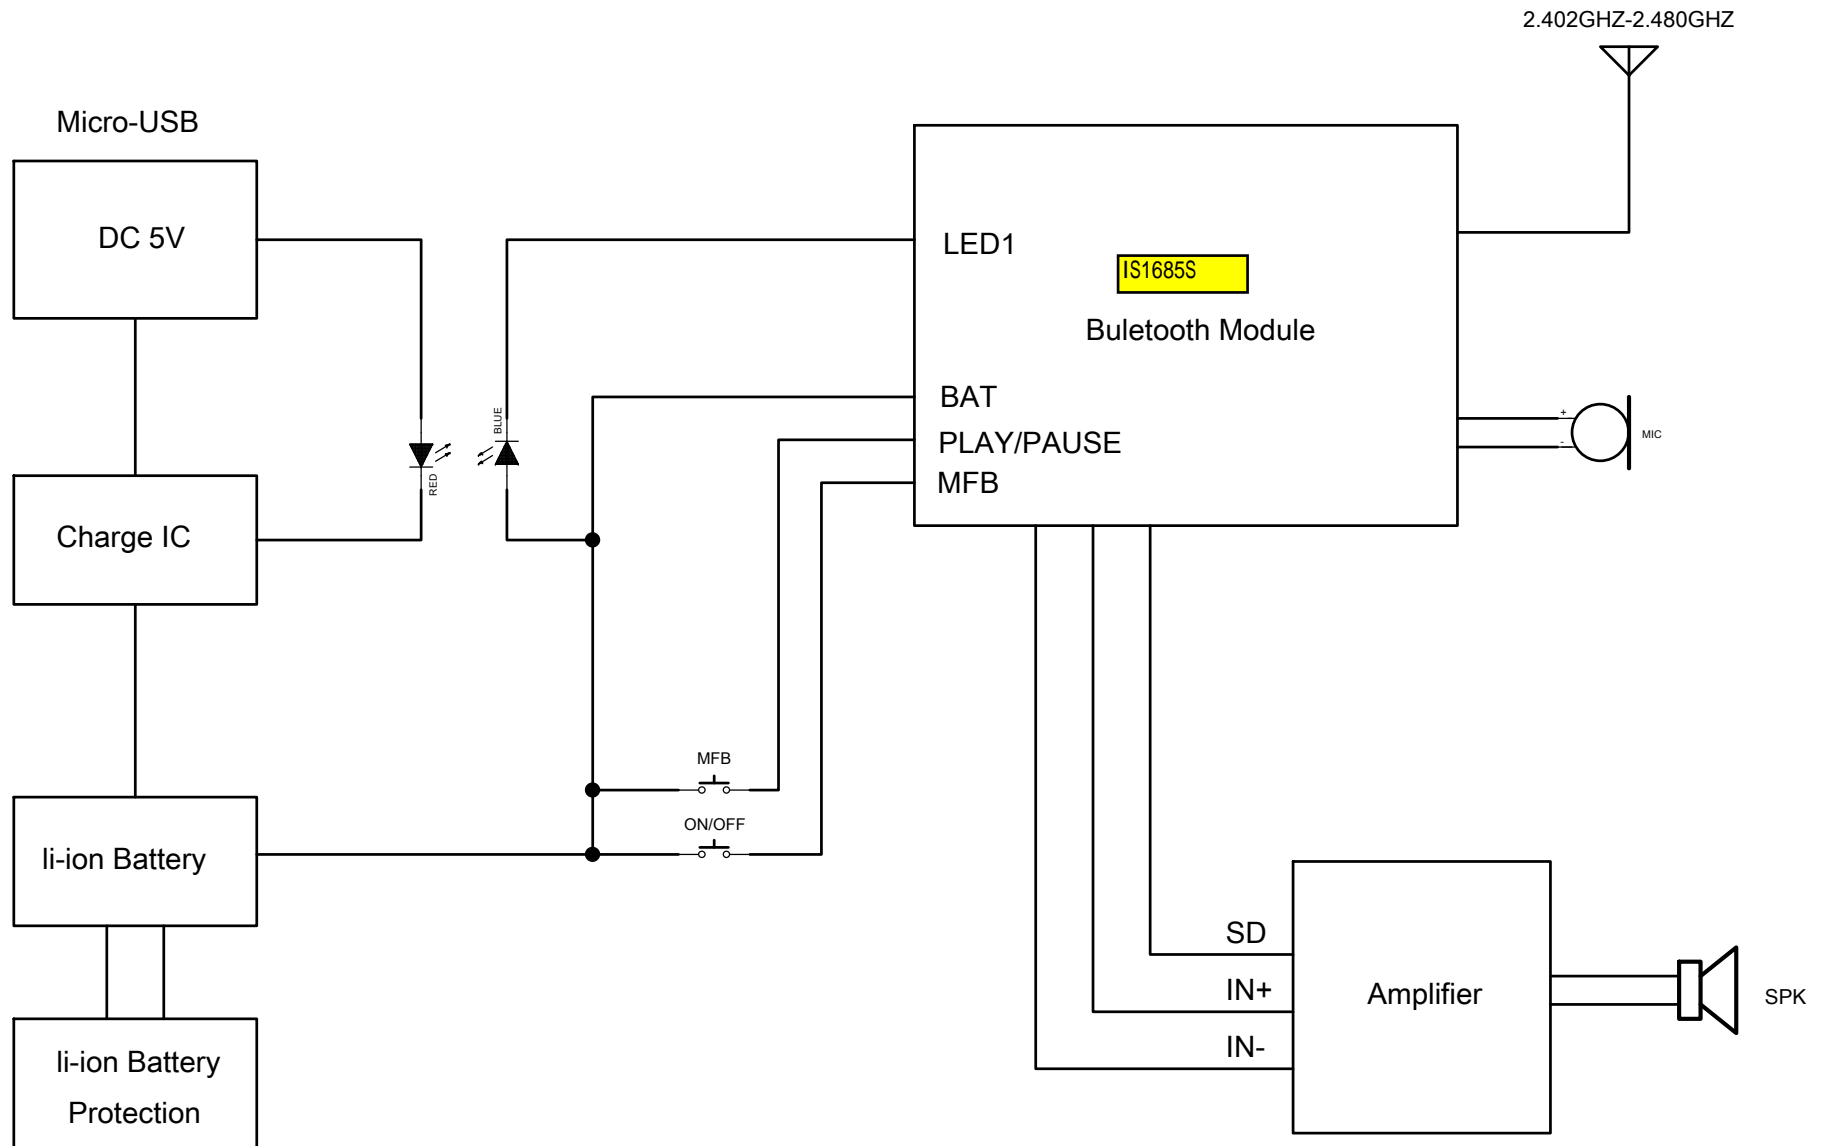 2.402GHZ-2.480GHZ
Micro-USB
DC 5V
LED1
IS1685S
Buletooth Module
BAT
PLAY/PAUSE
MFB
BLUE
RED
+
-
MIC
Charge IC
MFB
ON/OFF
li-ion Battery
SD
IN+
IN-
Amplifier
SPK
li-ion Battery
Protection